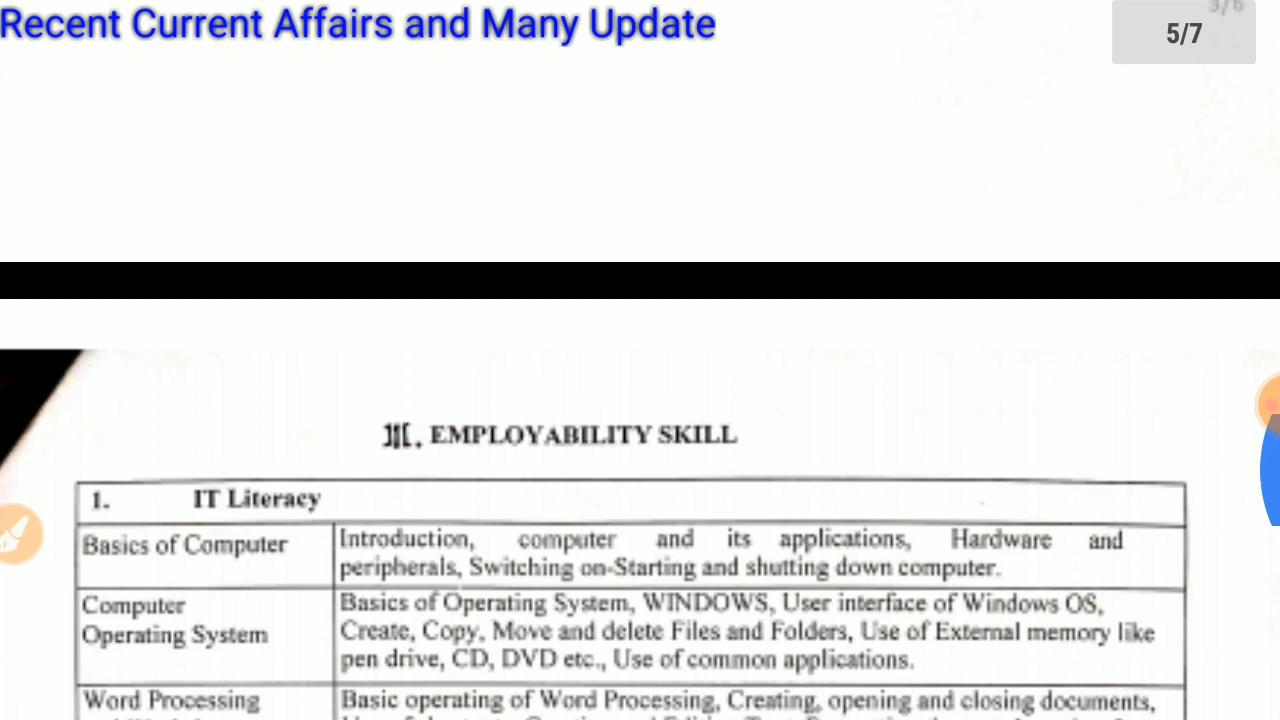 Recent Current Affairs and Many Update
3/6
5/7
III. EMPLOYABILITY SKILL
1. IT Literacy
Basics of Computer
Introduction, computer and its applications, Hardware and
peripherals, Switching on-Starting and shutting down computer.
Computer
Operating System
Basics of Operating System, WINDOWS, User interface of Windows OS,
Create, Copy, Move and delete Files and Folders, Use of External memory like
pen drive, CD, DVD etc., Use of common applications.
Word Processing
Basic operating of Word Processing, Creating, opening and closing documents,